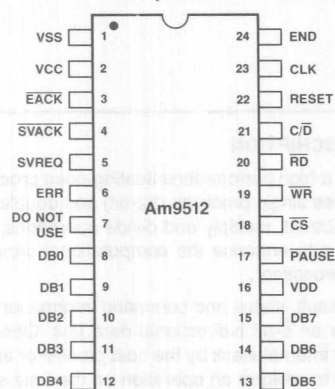 VSS 1 24 END
VCC 2 23 CLK
EACK 3 22 RESET
SVACK 4 21 C/D
SVREQ 5 20 RD
ERR 6 19 WR
DO NOT USE 7 18 CS
Am9512
DB0 8 17 PAUSE
DB1 9 16 VDD
DB2 10 15 DB7
DB3 11 14 DB6
DB4 12 13 DB5